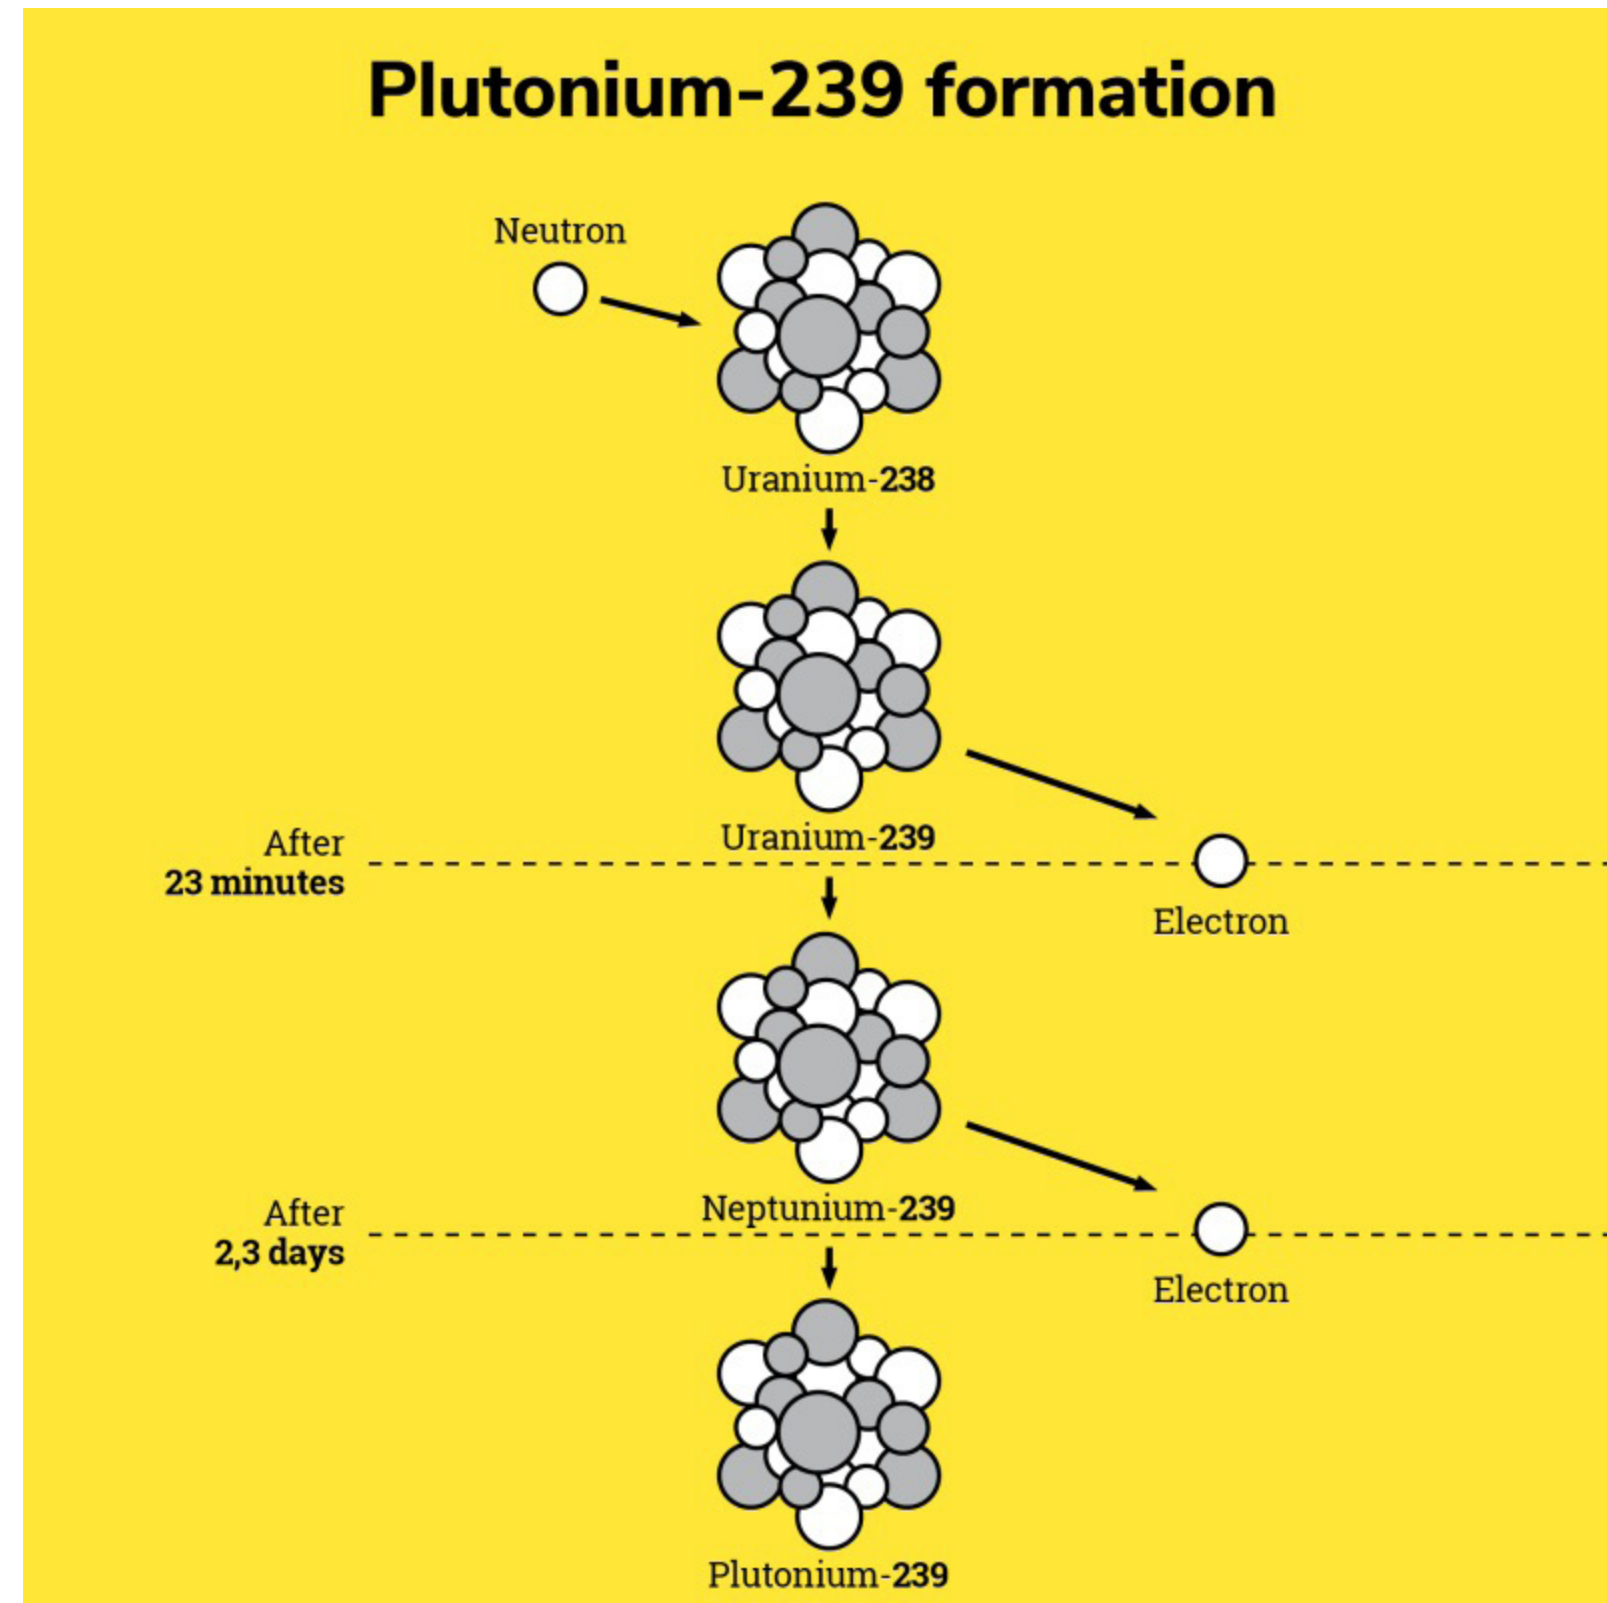 Plutonium-239 formation
Neutron
Uranium-238
Uranium-239
After
23 minutes
Electron
Neptunium-239
After
2,3 days
Electron
Plutonium-239